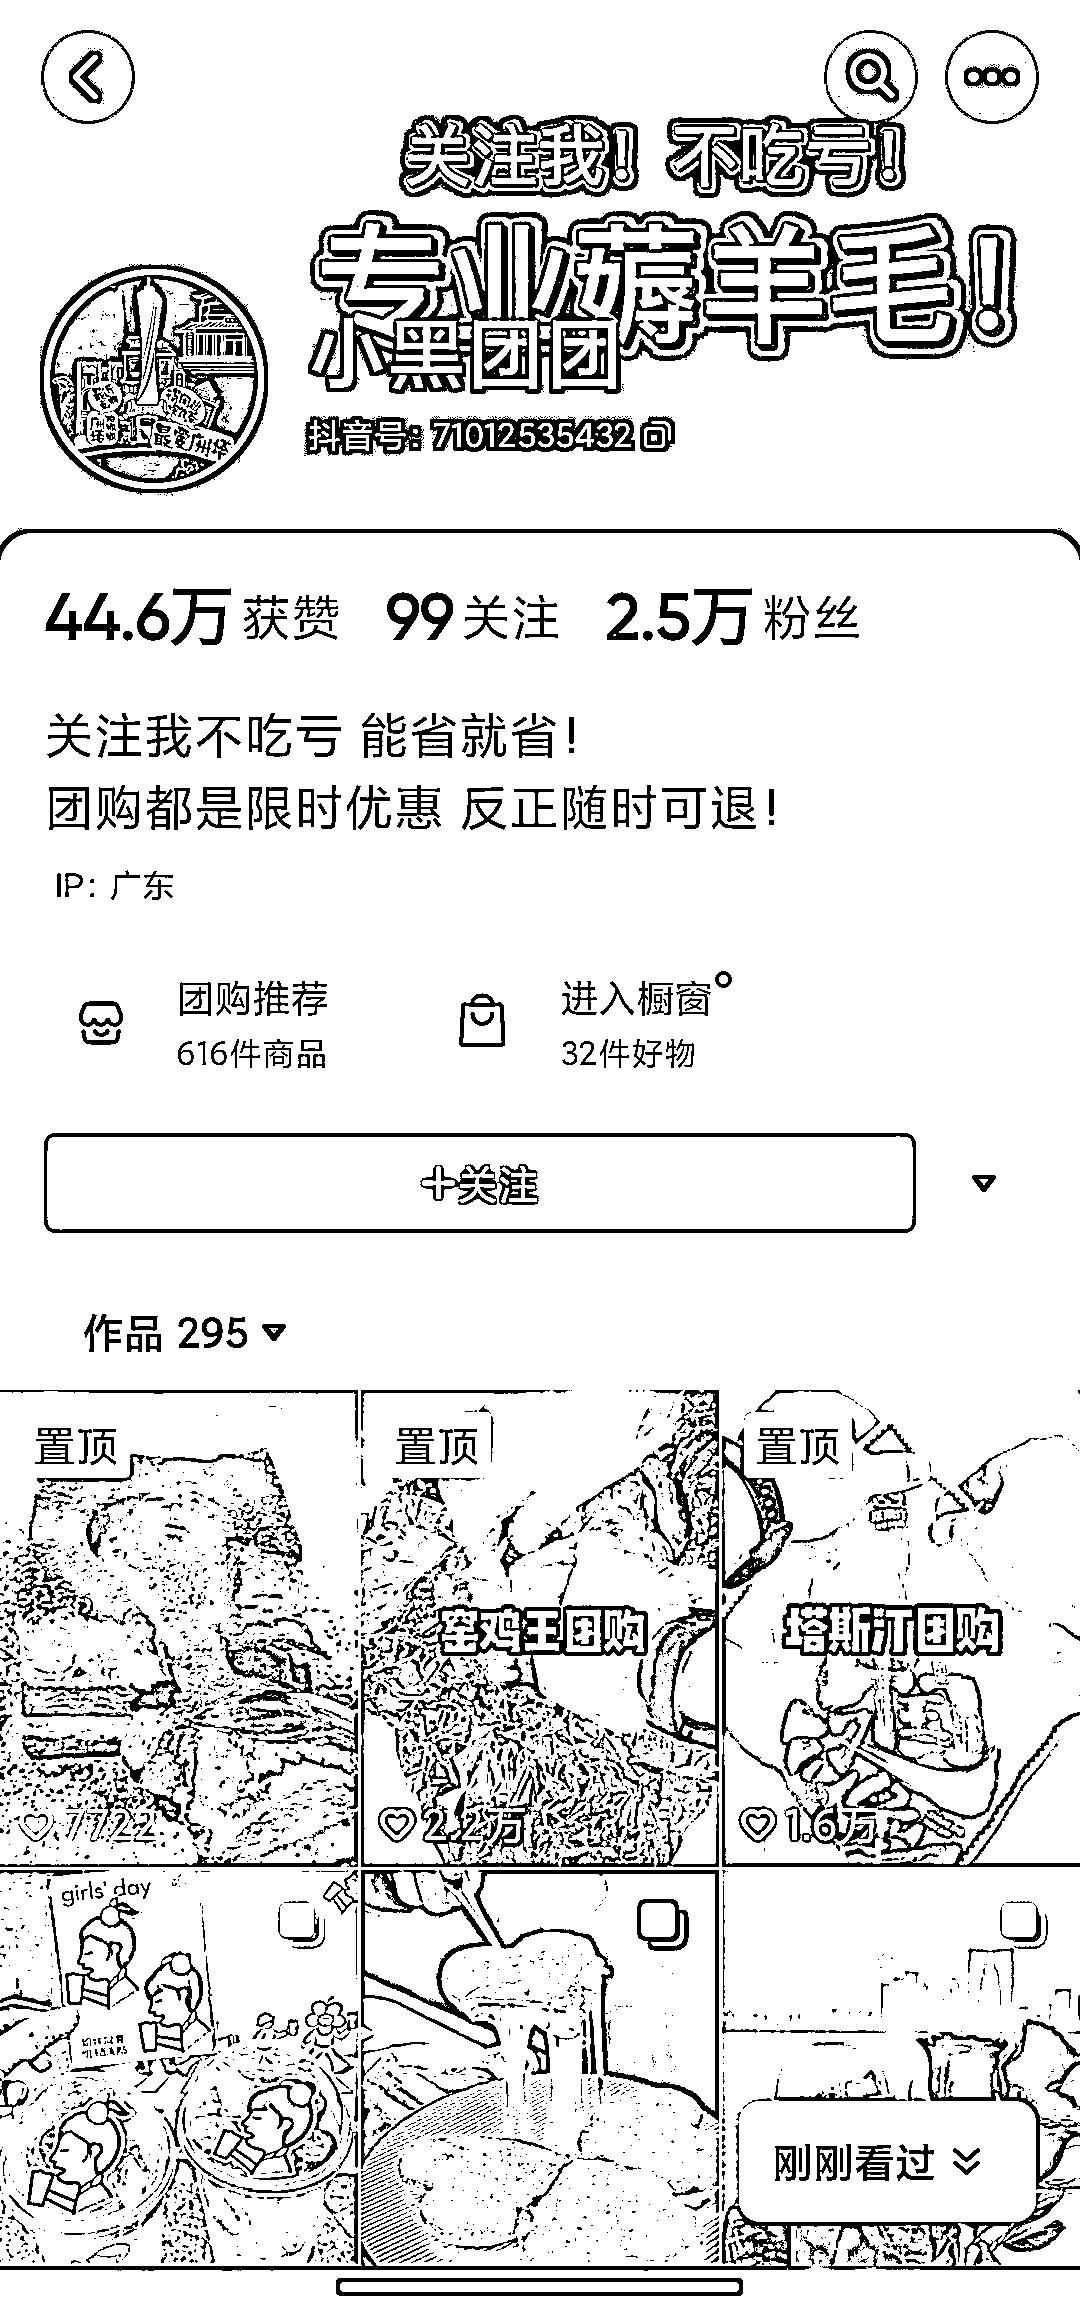 关注我！不吃亏！
专业薅羊毛！
小黑团团
抖音号：71012535432
44.6万 获赞 99 关注 2.5万 粉丝
关注我不吃亏 能省就省！
团购都是限时优惠 反正随时可退！
IP：广东
团购推荐 进入橱窗
616件商品 32件好物
+关注
作品 295
置顶 置顶 置顶
窑鸡王团购 塔斯汀团购
7722 2.2万 1.6万
girls' day
刚刚看过